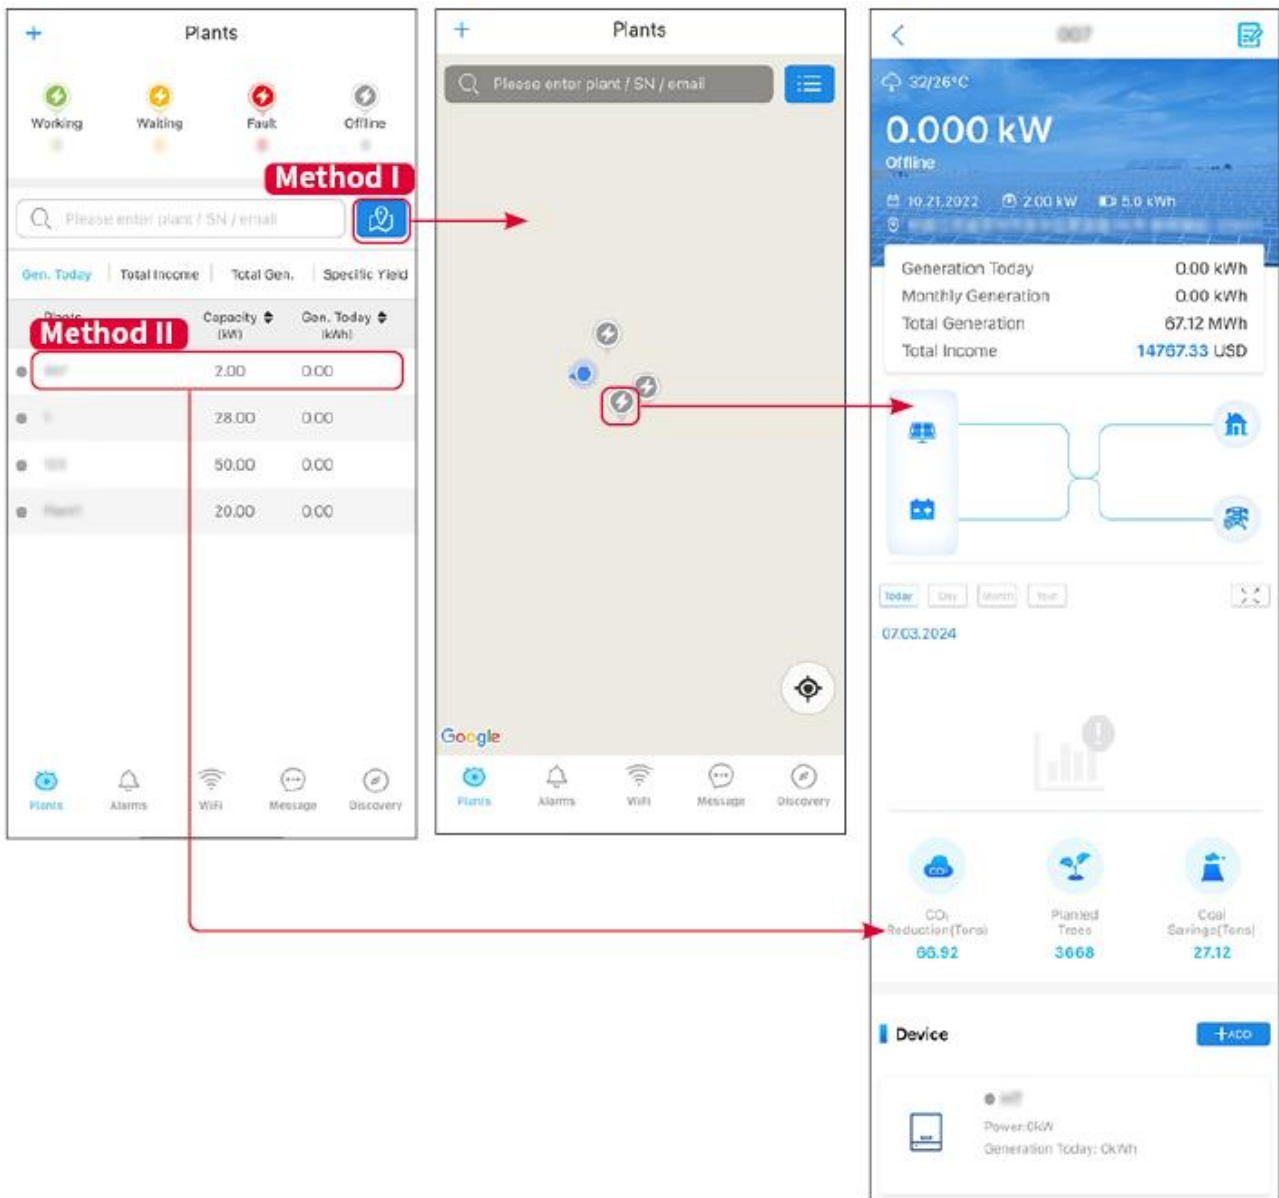 Plants
Working
Waiting
Fault
Offline
Method I
Please enter plant / SN / email
Gen. Today
Total Income
Total Gen.
Specific Yield
Plants
Capacity
(kW)
Gen. Today
(kWh)
Method II
2.00
0.00
28.00
0.00
50.00
0.00
20.00
0.00
Plants
Alarms
WiFi
Message
Discovery
Plants
Please enter plant / SN / email
Google
Plants
Alarms
WiFi
Message
Discovery
007
32/26°C
0.000 kW
Offline
10.21.2022
2.00 kW
5.0 kWh
Generation Today
0.00 kWh
Monthly Generation
0.00 kWh
Total Generation
67.12 MWh
Total Income
14767.33 USD
Today
Day
Month
Year
07.03.2024
CO₂
Reduction(Tons)
66.92
Planted
Trees
3668
Coal
Savings(Tons)
27.12
Device
+ADD
Power:0kW
Generation Today: 0kWh